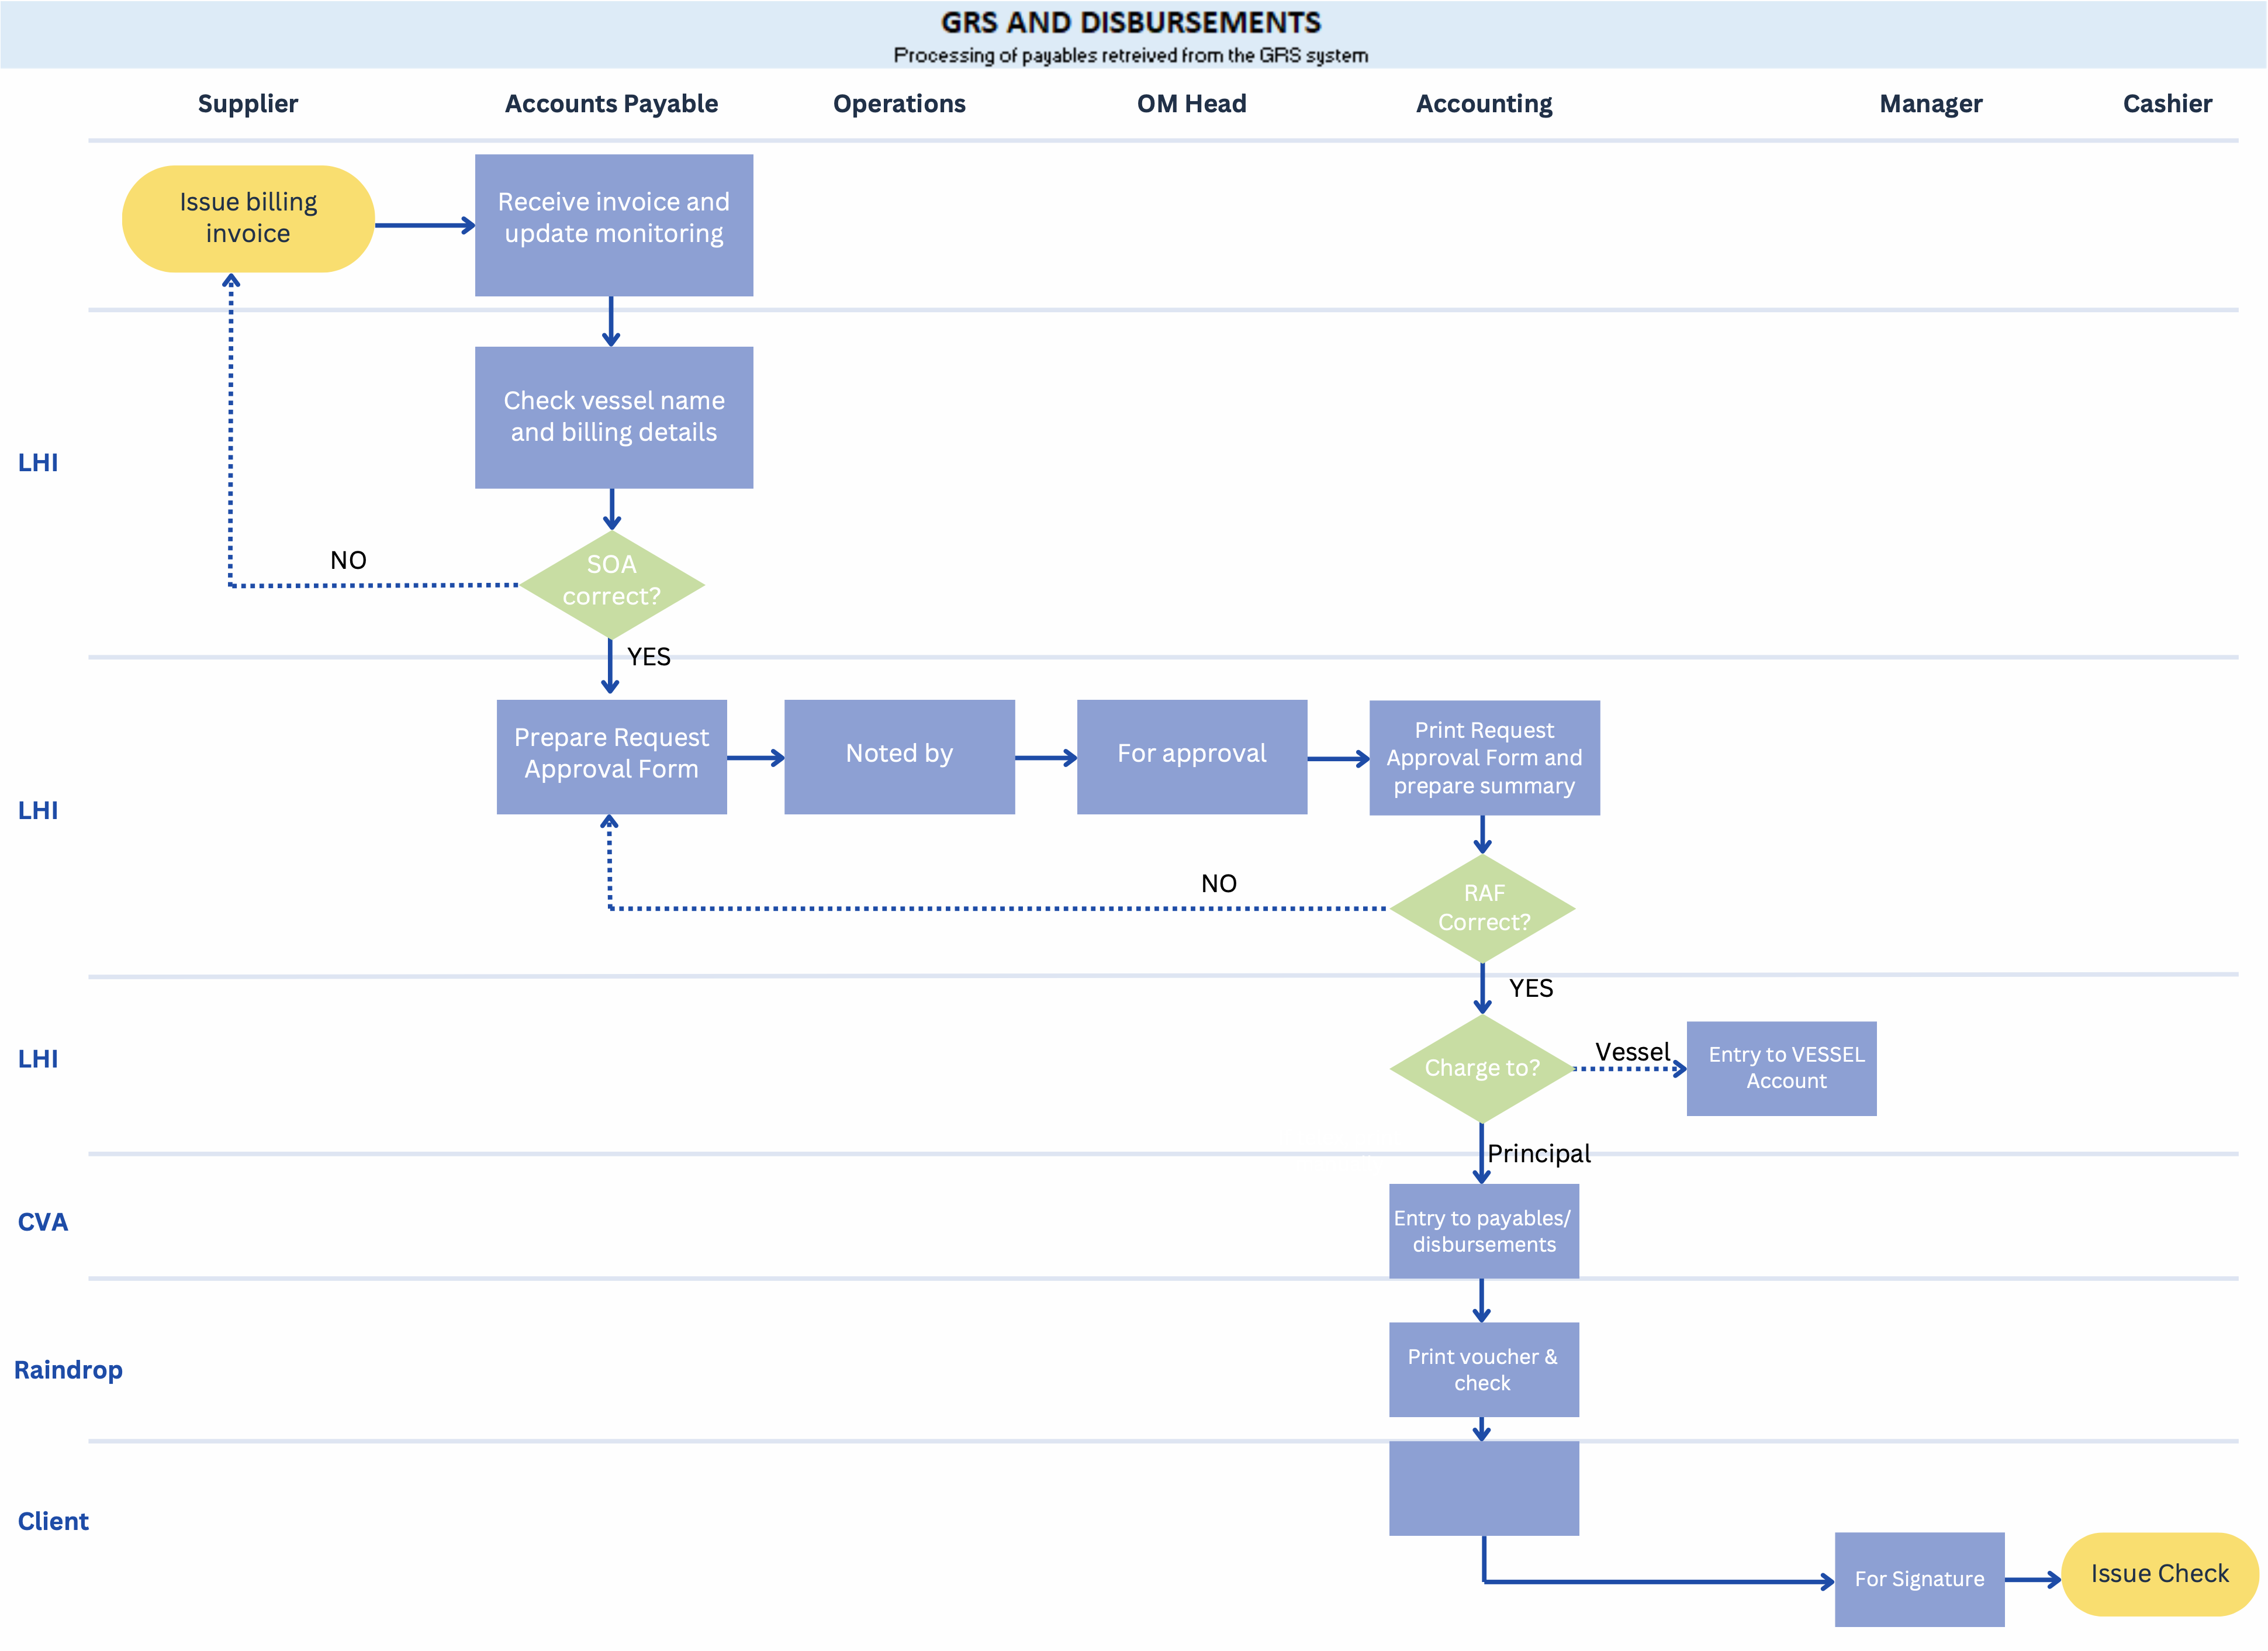 GRS AND DISBURSEMENTS
Processing of payables retreived from the GRS system
Supplier
Accounts Payable
Operations
OM Head
Accounting
Manager
Cashier
Issue billing
invoice
Receive invoice and
update monitoring
LHI
Check vessel name
and billing details
NO
SOA
correct?
YES
LHI
Prepare Request
Approval Form
Noted by
For approval
Print Request
Approval Form and
prepare summary
NO
RAF
Correct?
YES
LHI
Charge to?
Vessel
Entry to VESSEL
Account
Principal
CVA
Entry to payables/
disbursements
Raindrop
Print voucher &
check
Client
For Signature
Issue Check